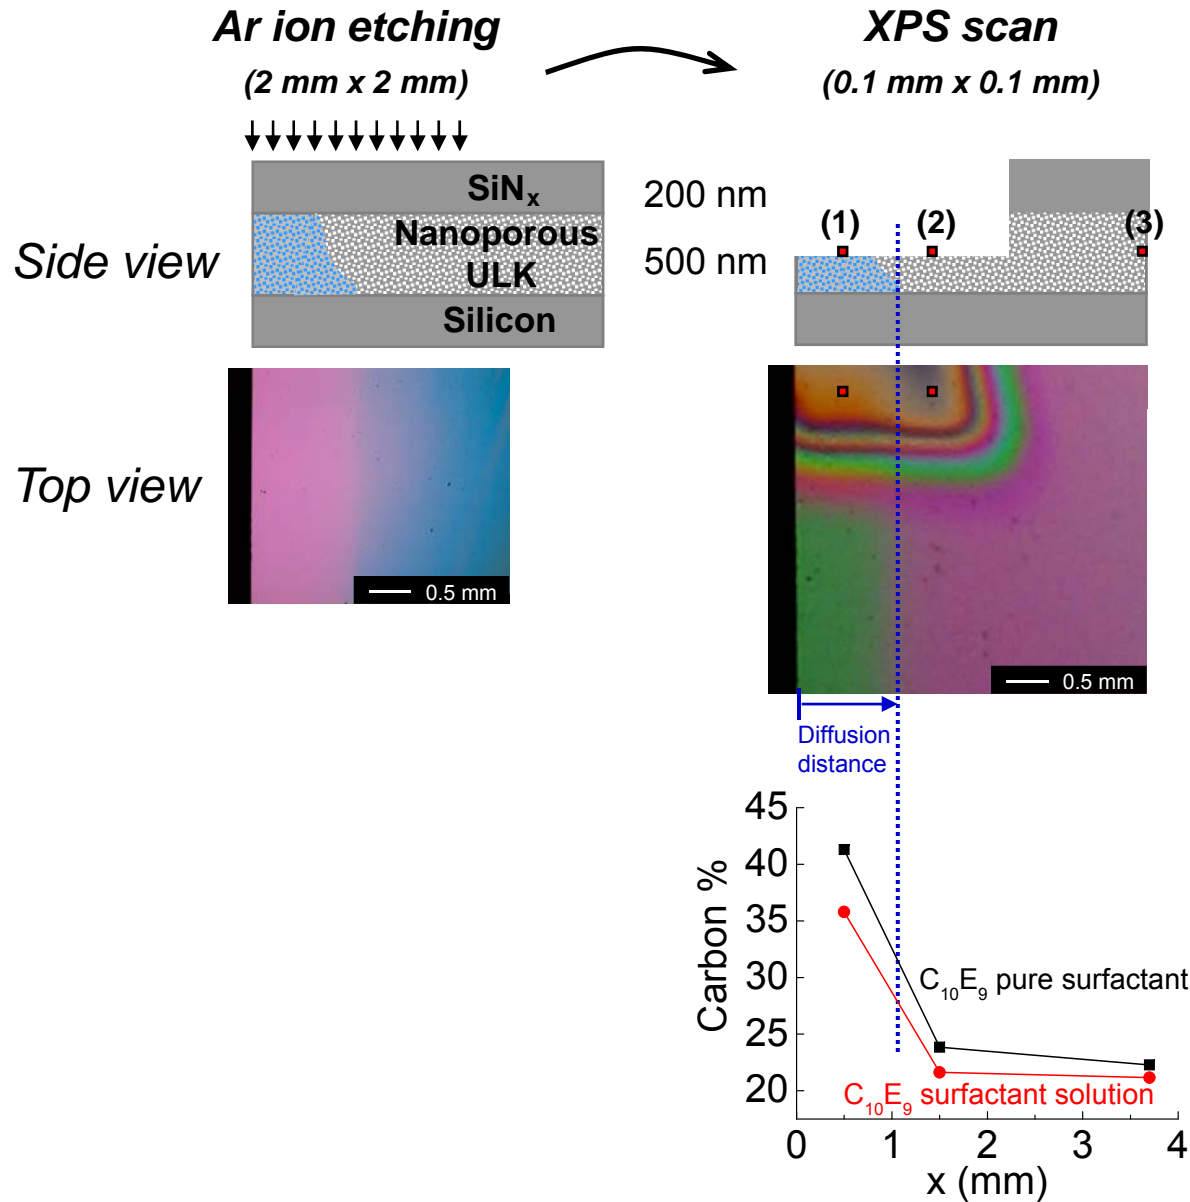 Ar ion etching
(2 mm x 2 mm)
XPS scan
(0.1 mm x 0.1 mm)
Side view
SiNₓ
Nanoporous
ULK
Silicon
200 nm
500 nm
(1)
(2)
(3)
Top view
0.5 mm
0.5 mm
Diffusion
distance
45
40
35
30
25
20
Carbon %
C₁₀E₉ pure surfactant
C₁₀E₉ surfactant solution
0 1 2 3 4
x (mm)